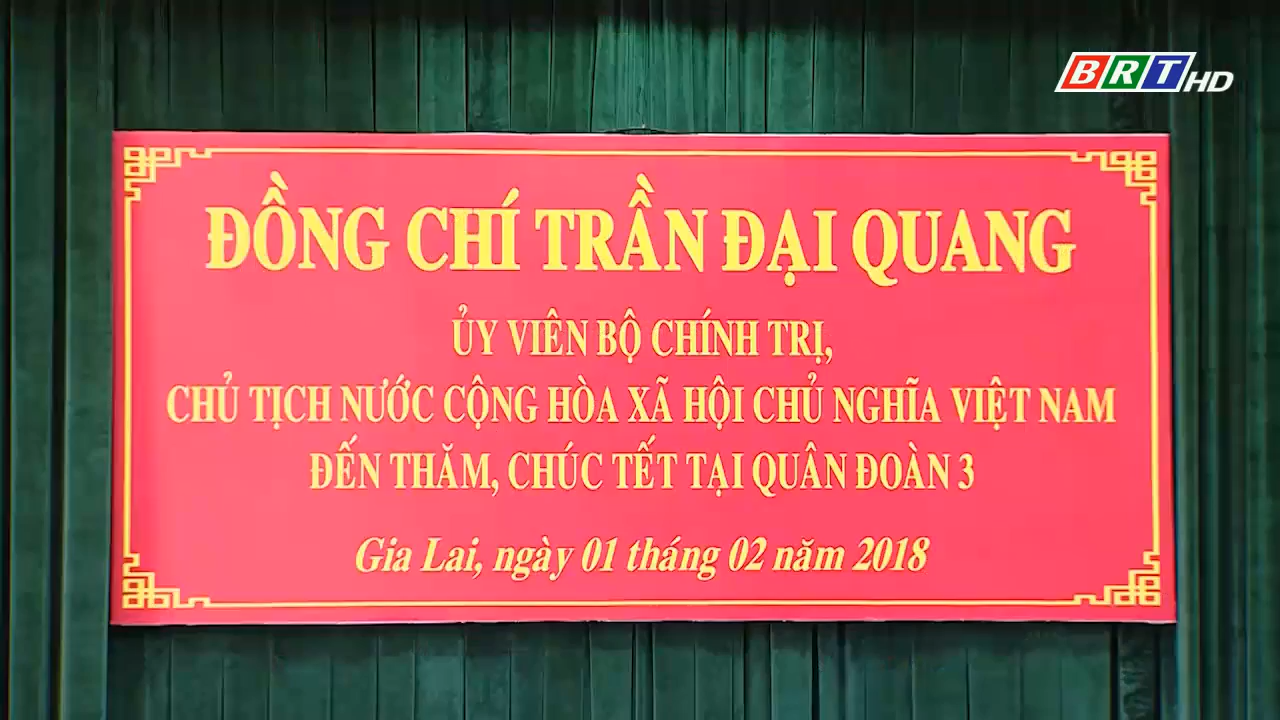 BRT HD
ĐỒNG CHÍ TRẦN ĐẠI QUANG
ỦY VIÊN BỘ CHÍNH TRỊ,
CHỦ TỊCH NƯỚC CỘNG HÒA XÃ HỘI CHỦ NGHĨA VIỆT NAM
ĐẾN THĂM, CHÚC TẾT TẠI QUÂN ĐOÀN 3
Gia Lai, ngày 01 tháng 02 năm 2018